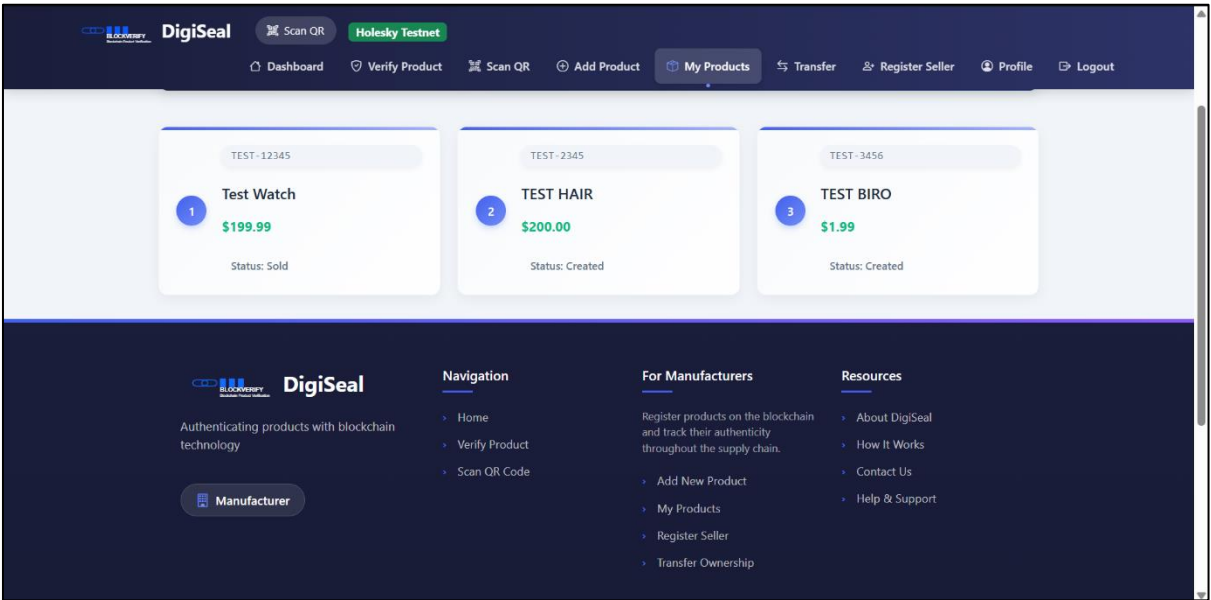 BLOCKVERIFY
DigiSeal
Scan QR
Holesky Testnet
Dashboard
Verify Product
Scan QR
Add Product
My Products
Transfer
Register Seller
Profile
Logout
TEST-12345
1
Test Watch
$199.99
Status: Sold
TEST-2345
2
TEST HAIR
$200.00
Status: Created
TEST-3456
3
TEST BIRO
$1.99
Status: Created
BLOCKVERIFY
DigiSeal
Authenticating products with blockchain
technology
Manufacturer
Navigation
Home
Verify Product
Scan QR Code
For Manufacturers
Register products on the blockchain
and track their authenticity
throughout the supply chain.
Add New Product
My Products
Register Seller
Transfer Ownership
Resources
About DigiSeal
How It Works
Contact Us
Help & Support